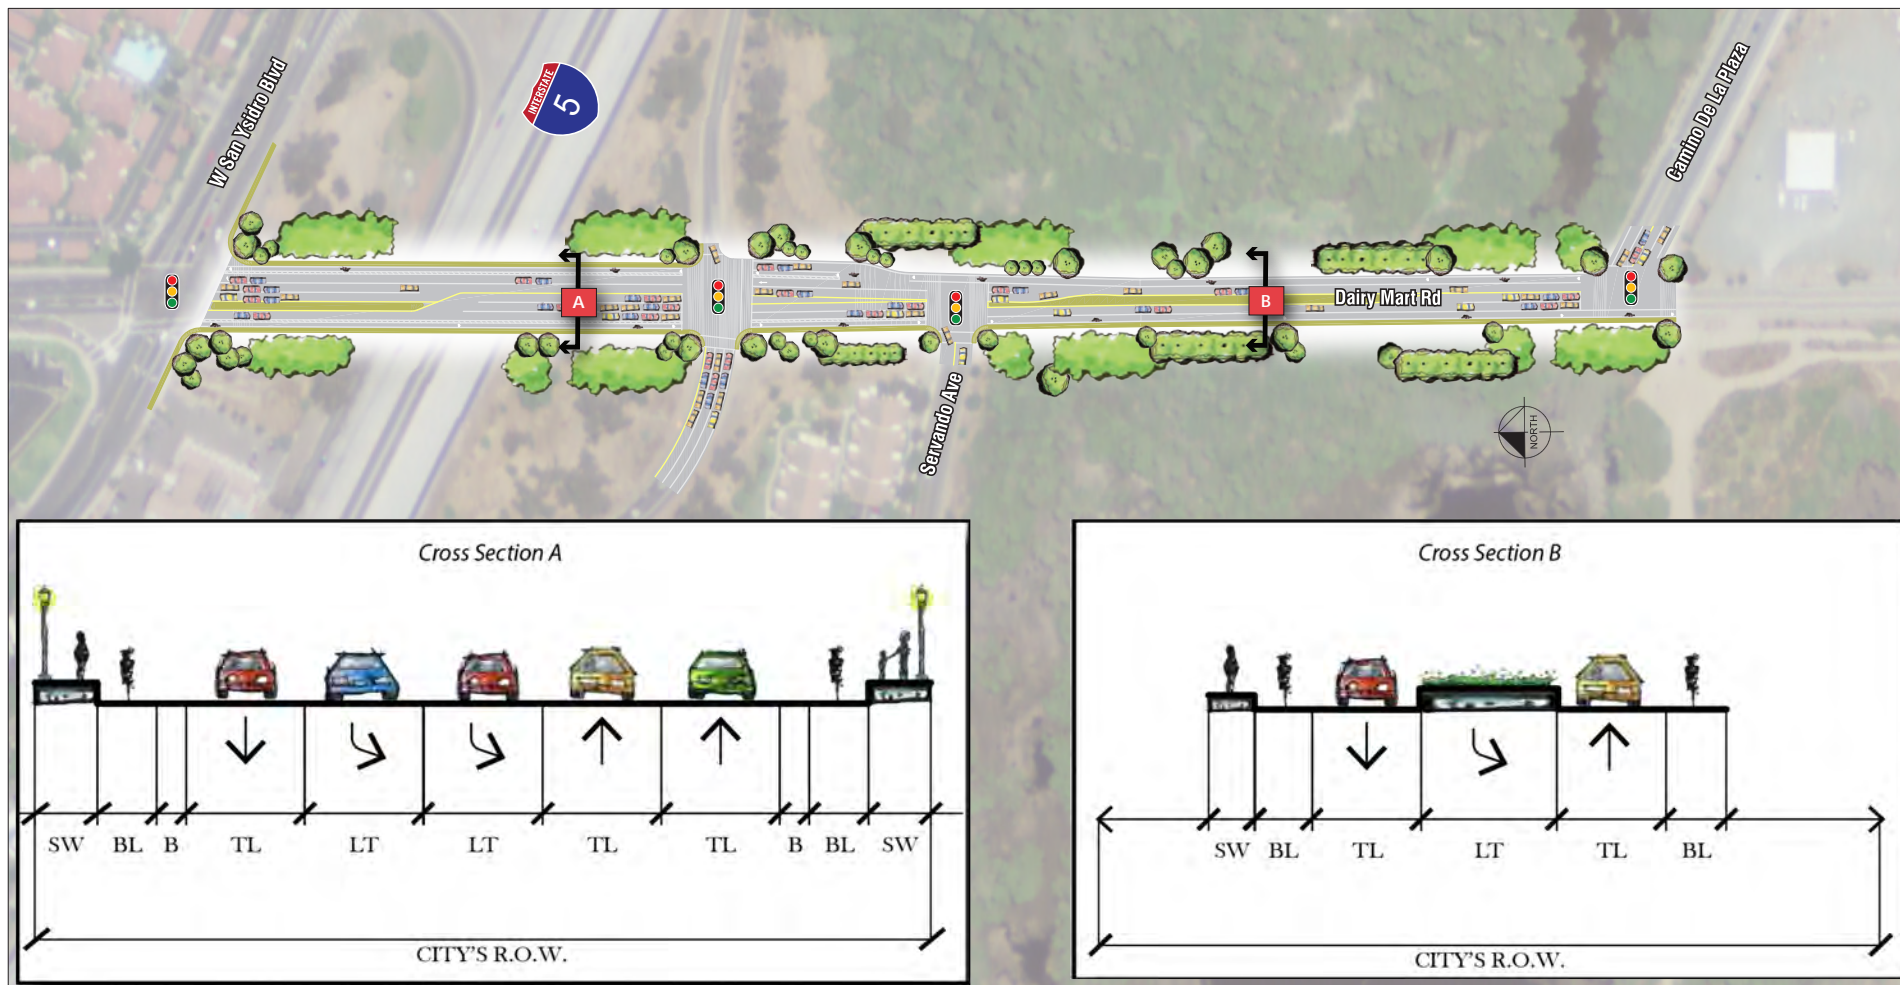 W San Ysidro Blvd
INTERSTATE
5
Camino De La Plaza
A
B
Dairy Mart Rd
Servando Ave
NORTH
Cross Section A
SW BL B TL LT LT TL TL B BL SW
CITY'S R.O.W.
Cross Section B
SW BL TL LT TL BL
CITY'S R.O.W.